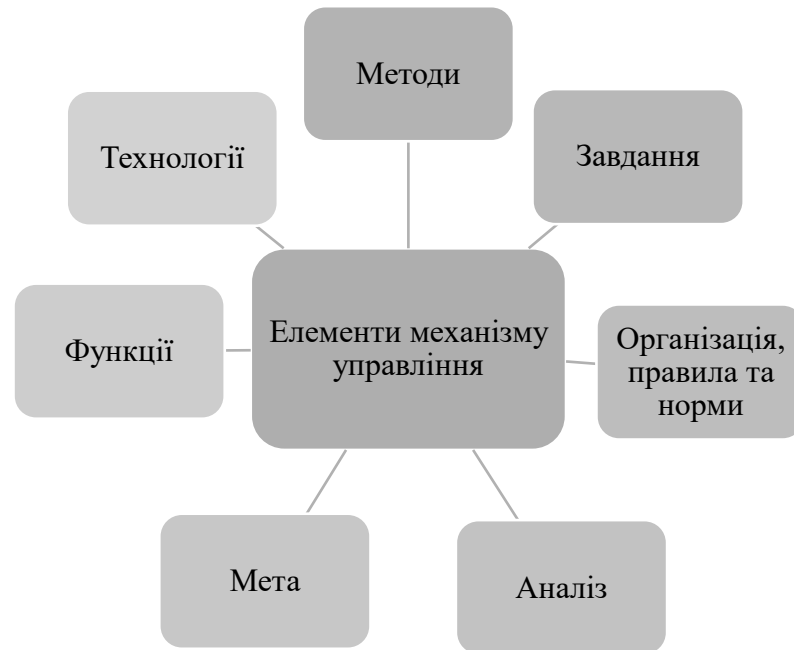 Методи
Технології
Завдання
Функції
Елементи механізму
управління
Організація,
правила та
норми
Мета
Аналіз